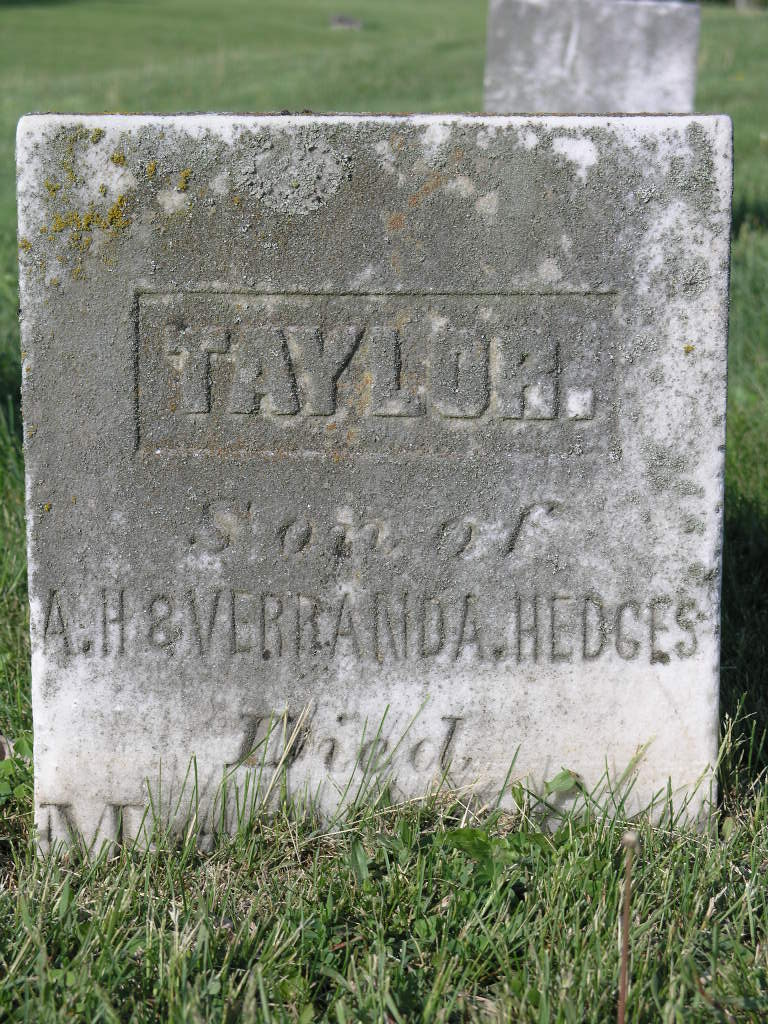 TAYLOR.
Son of
A. H & VERRANDA. HEDGES.
Died